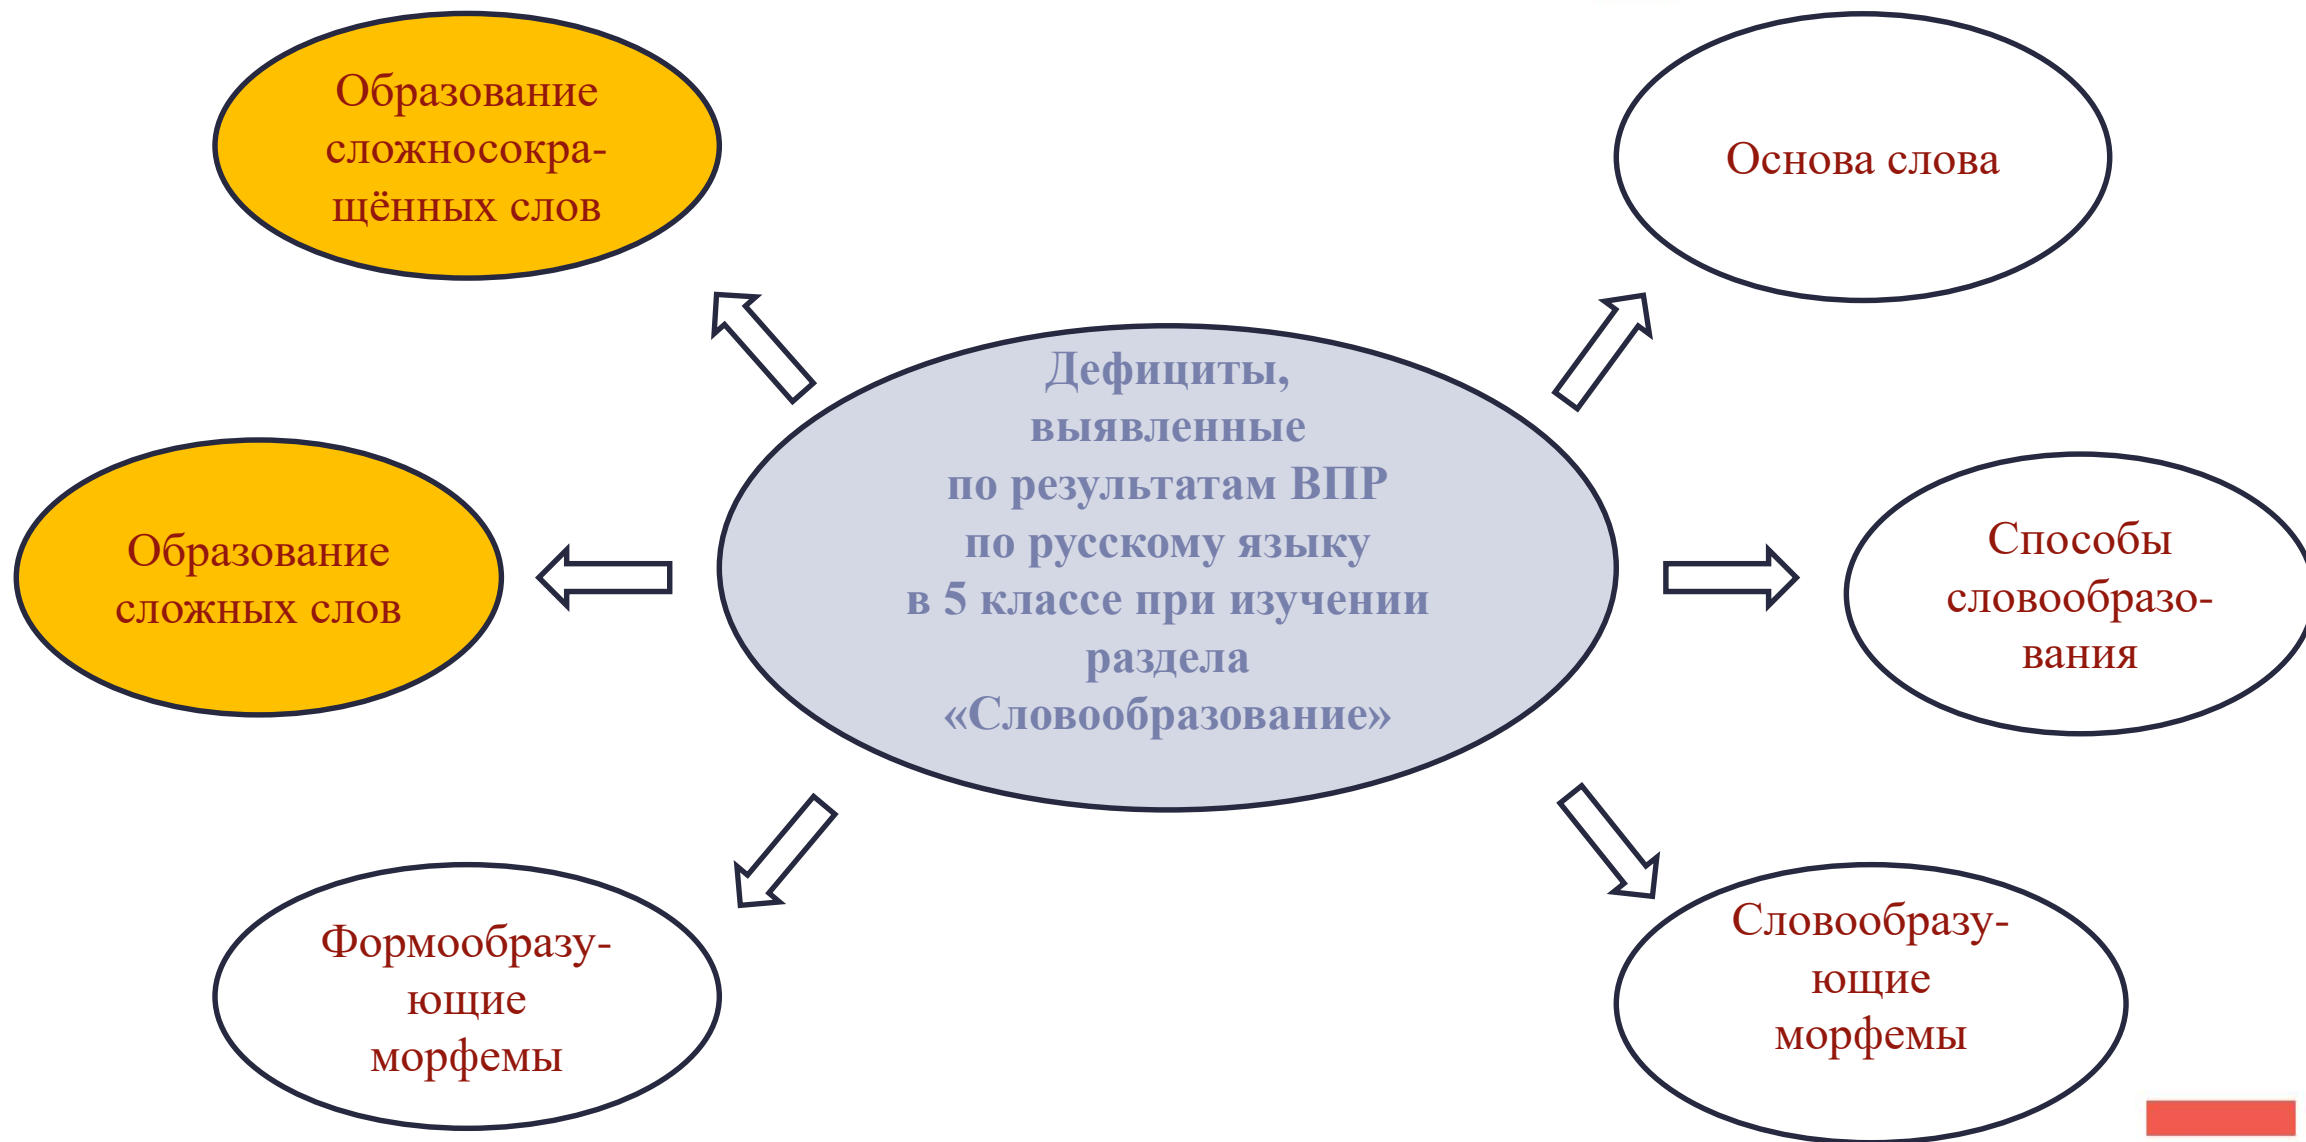 Образование
сложносокра-
щённых слов
Основа слова
Дефициты,
выявленные
по результатам ВПР
по русскому языку
в 5 классе при изучении
раздела
«Словообразование»
Образование
сложных слов
Способы
словообразо-
вания
Формообразу-
ющие
морфемы
Словообразу-
ющие
морфемы